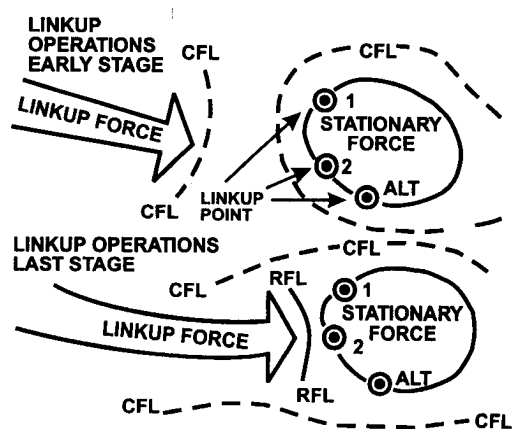 LINKUP
OPERATIONS
EARLY STAGE
CFL
CFL
LINKUP FORCE
1
STATIONARY
FORCE
2
LINKUP
POINT
ALT
CFL
LINKUP OPERATIONS
LAST STAGE
CFL
CFL
RFL
1
STATIONARY
FORCE
LINKUP FORCE
2
ALT
RFL
CFL
CFL